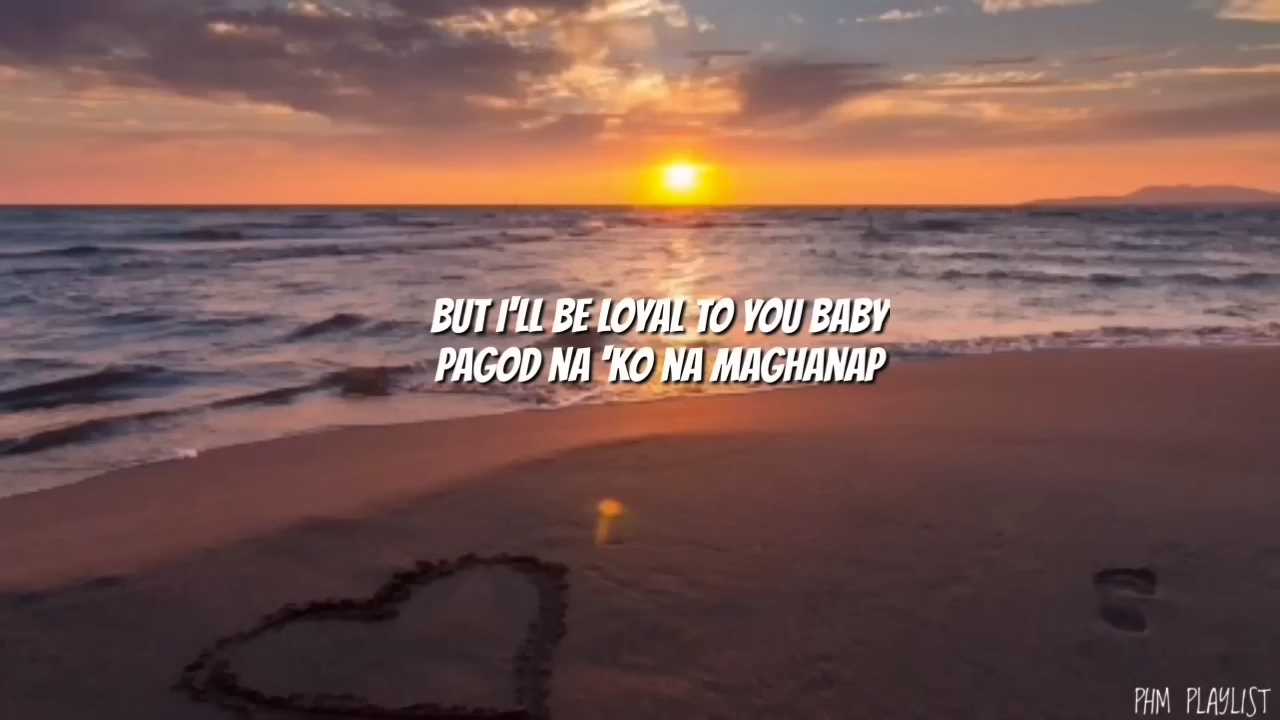 BUT I'LL BE LOYAL TO YOU BABY
PAGOD NA 'KO NA MAGHANAP
PHM PLAYLIST